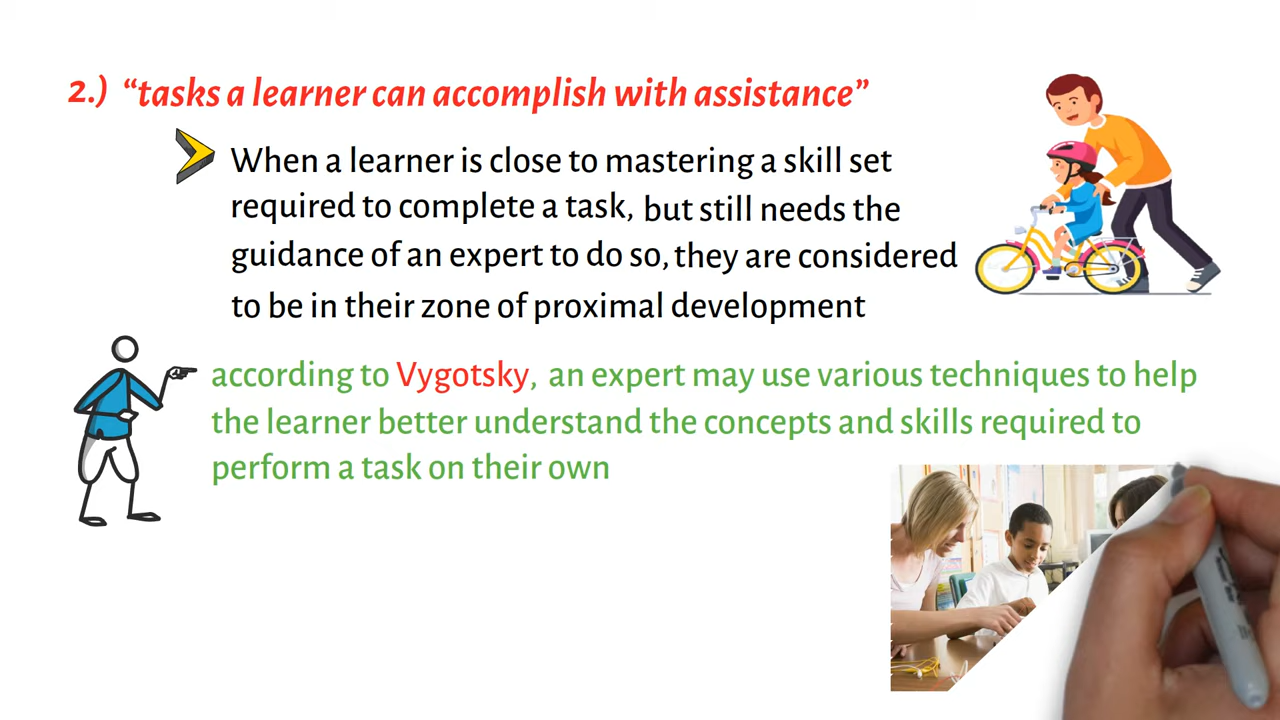 2.) “tasks a learner can accomplish with assistance”
When a learner is close to mastering a skill set
required to complete a task, but still needs the
guidance of an expert to do so, they are considered
to be in their zone of proximal development
according to Vygotsky, an expert may use various techniques to help
the learner better understand the concepts and skills required to
perform a task on their own